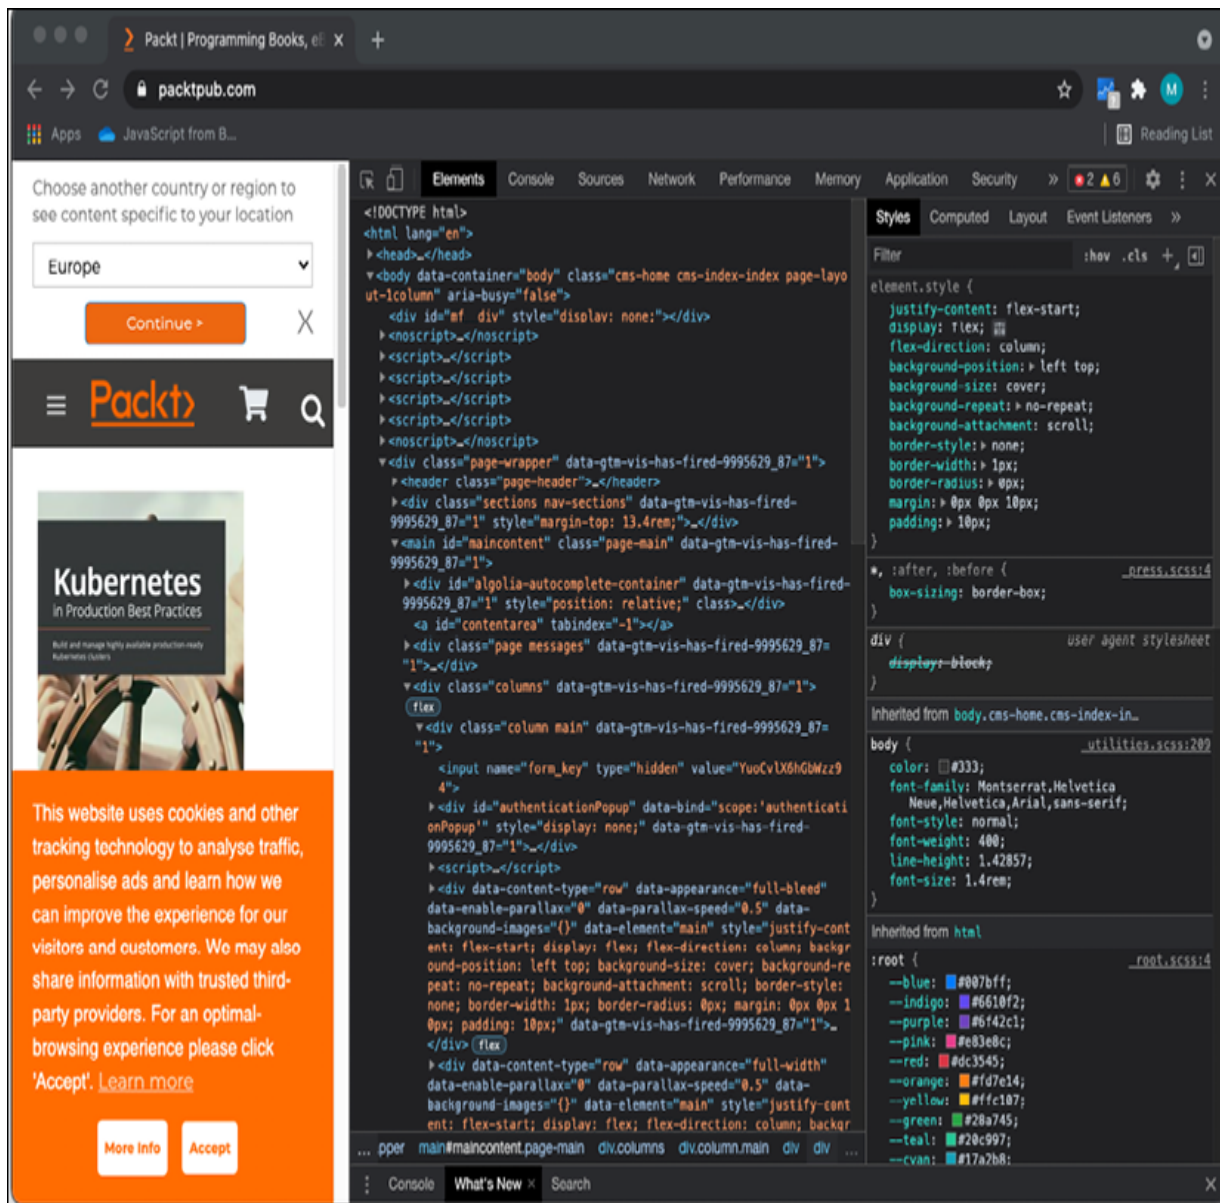 Packt | Programming Books, eB
packtpub.com
M
Apps
JavaScript from B...
Reading List
Choose another country or region to
see content specific to your location
Europe
Continue >
X
Packt>
Kubernetes
in Production Best Practices
Build and manage highly available production-ready
Kubernetes clusters
This website uses cookies and other
tracking technology to analyse traffic,
personalise ads and learn how we
can improve the experience for our
visitors and customers. We may also
share information with trusted third-
party providers. For an optimal-
browsing experience please click
'Accept'. Learn more
More Info Accept
Elements Console Sources Network Performance Memory Application Security » 2 6
<!DOCTYPE html>
<html lang="en">
<head>…</head>
<body data-container="body" class="cms-home cms-index-index page-layo
ut-1column" aria-busy="false">
<div id="mf div" style="display: none;"></div>
<noscript>…</noscript>
<script>…</script>
<script>…</script>
<script>…</script>
<script>…</script>
<noscript>…</noscript>
<div class="page-wrapper" data-gtm-vis-has-fired-9995629_87="1">
<header class="page-header">…</header>
<div class="sections nav-sections" data-gtm-vis-has-fired-
9995629_87="1" style="margin-top: 13.4rem;">…</div>
<main id="maincontent" class="page-main" data-gtm-vis-has-fired-
9995629_87="1">
<div id="algolia-autocomplete-container" data-gtm-vis-has-fired-
9995629_87="1" style="position: relative;" class>…</div>
<a id="contentarea" tabindex="-1"></a>
<div class="page messages" data-gtm-vis-has-fired-9995629_87=
"1">…</div>
<div class="columns" data-gtm-vis-has-fired-9995629_87="1">
flex
<div class="column main" data-gtm-vis-has-fired-9995629_87=
"1">
<input name="form_key" type="hidden" value="YuoCvlX6hGbWzz9
4">
<div id="authenticationPopup" data-bind="scope:'authenticati
onPopup'" style="display: none;" data-gtm-vis-has-fired-
9995629_87="1">…</div>
<script>…</script>
<div data-content-type="row" data-appearance="full-bleed"
data-enable-parallax="0" data-parallax-speed="0.5" data-
background-images="{}" data-element="main" style="justify-cont
ent: flex-start; display: flex; flex-direction: column; backgr
ound-position: left top; background-size: cover; background-re
peat: no-repeat; background-attachment: scroll; border-style:
none; border-width: 1px; border-radius: 0px; margin: 0px 0px 1
0px; padding: 10px;" data-gtm-vis-has-fired-9995629_87="1">…
</div> flex
<div data-content-type="row" data-appearance="full-width"
data-enable-parallax="0" data-parallax-speed="0.5" data-
background-images="{}" data-element="main" style="justify-cont
ent: flex-start; display: flex; flex-direction: column; backgr
... pper main#maincontent.page-main div.columns div.column.main div div ...
Styles Computed Layout Event Listeners »
Filter :hov .cls +
element.style {
justify-content: flex-start;
display: flex;
flex-direction: column;
background-position: left top;
background-size: cover;
background-repeat: no-repeat;
background-attachment: scroll;
border-style: none;
border-width: 1px;
border-radius: 0px;
margin: 0px 0px 10px;
padding: 10px;
}
*, :after, :before { _press.scss:4
box-sizing: border-box;
}
div { user agent stylesheet
display: block;
}
Inherited from body.cms-home.cms-index-in…
body { _utilities.scss:209
color: #333;
font-family: Montserrat,Helvetica
Neue,Helvetica,Arial,sans-serif;
font-style: normal;
font-weight: 400;
line-height: 1.42857;
font-size: 1.4rem;
}
Inherited from html
:root { _root.scss:4
--blue: #007bff;
--indigo: #6610f2;
--purple: #6f42c1;
--pink: #e83e8c;
--red: #dc3545;
--orange: #fd7e14;
--yellow: #ffc107;
--green: #28a745;
--teal: #20c997;
--cyan: #17a2b8;
Console What's New × Search